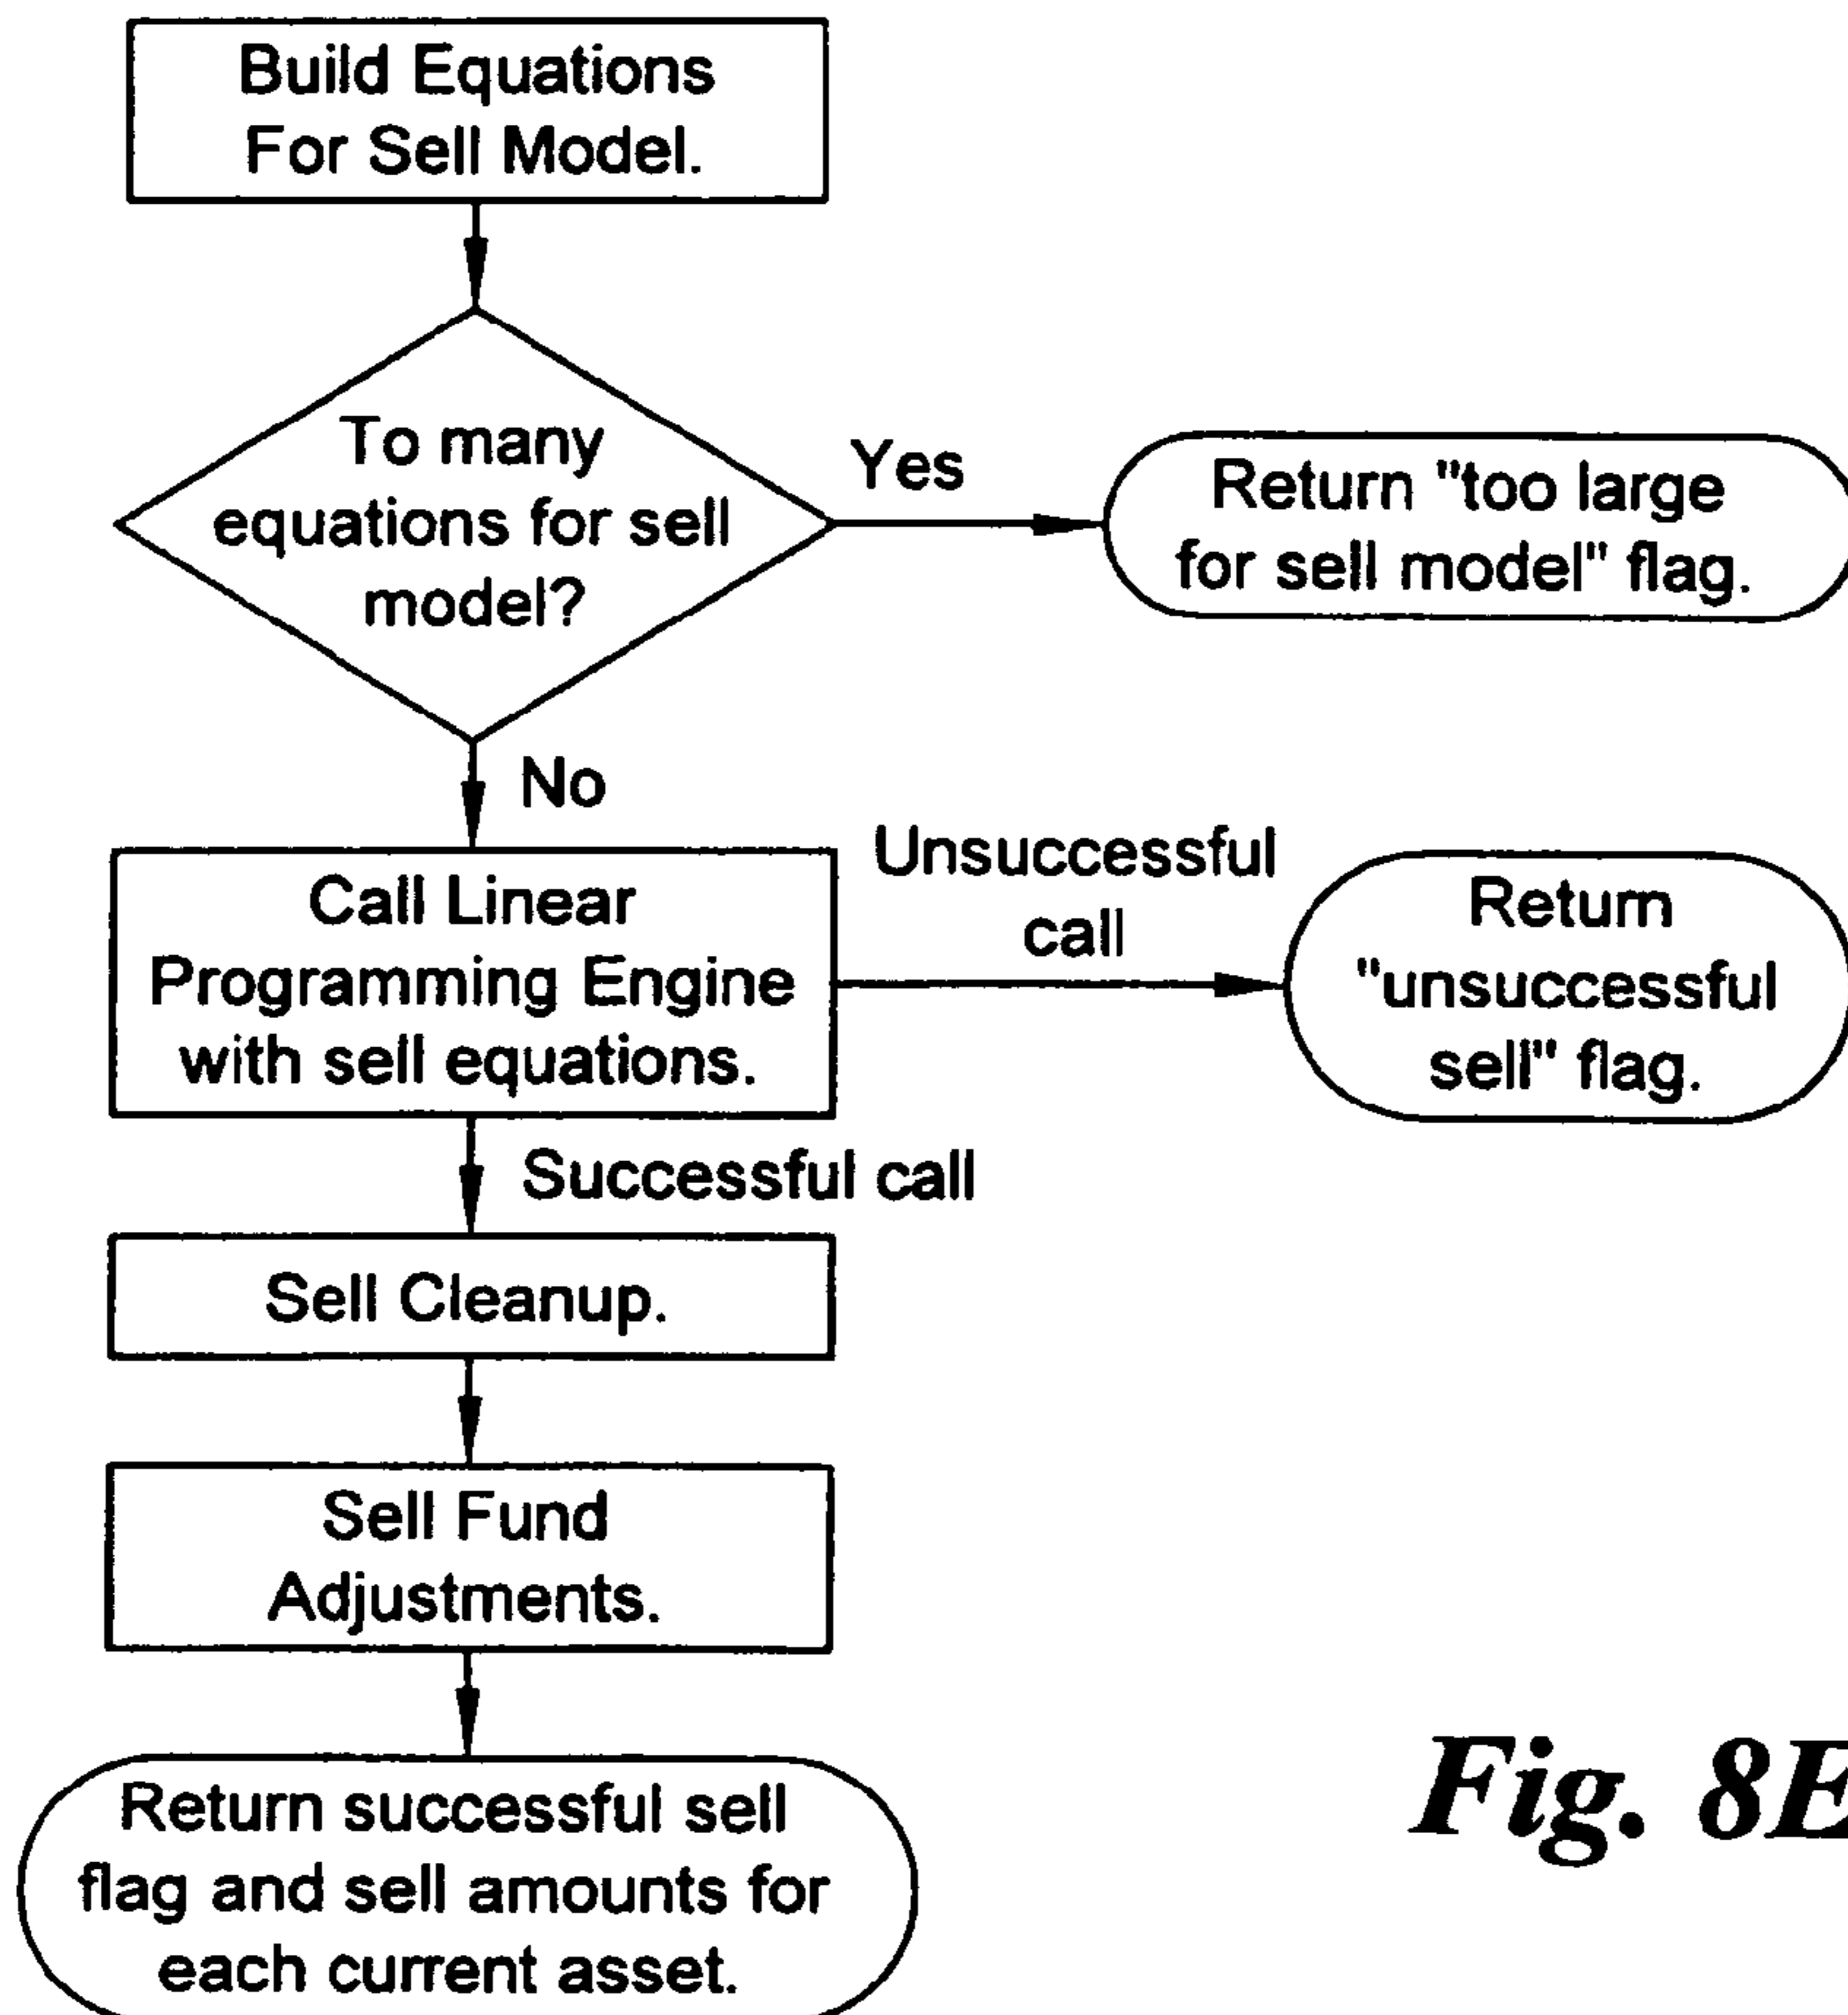 Build Equations
For Sell Model.
To many
equations for sell
model?
Yes
Return "too large
for sell model" flag.
No
Call Linear
Programming Engine
with sell equations.
Unsuccessful
call
Return
"unsuccessful
sell" flag.
Successful call
Sell Cleanup.
Sell Fund
Adjustments.
Return successful sell
flag and sell amounts for
each current asset.
Fig. 8E